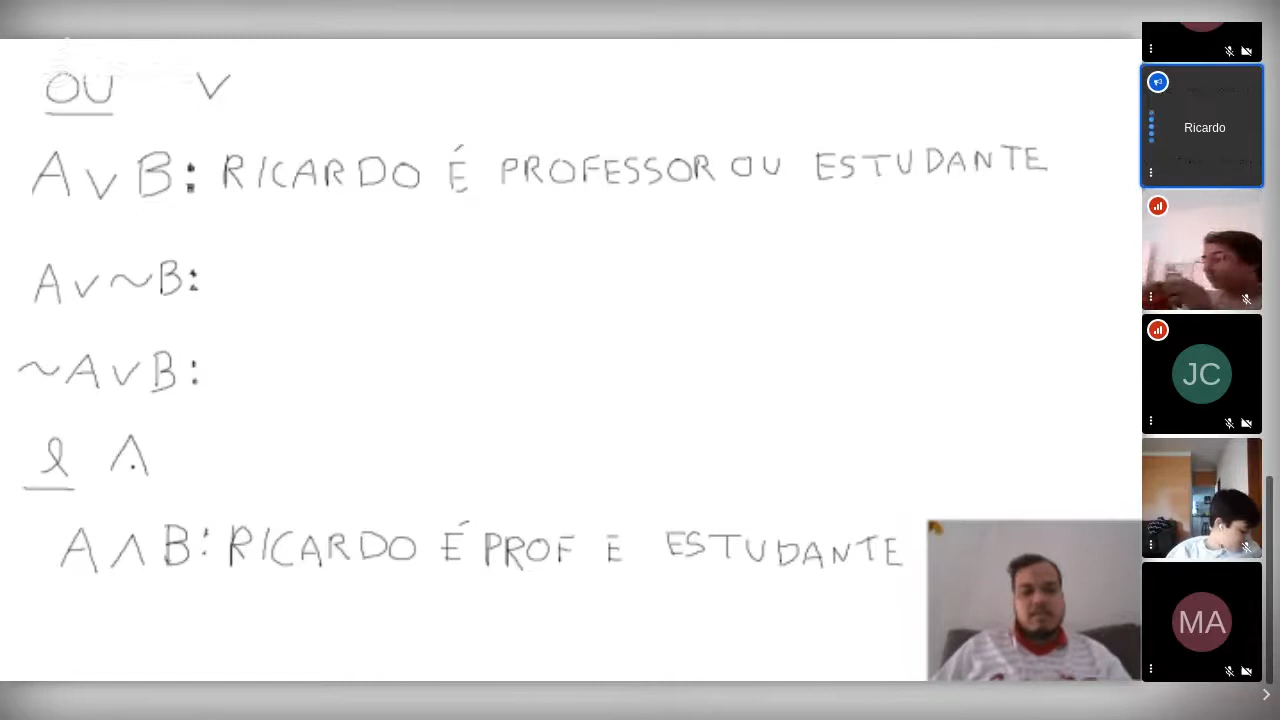 OU V
A V B: RICARDO É PROFESSOR OU ESTUDANTE
A V ~B:
~A V B:
e Λ
A Λ B: RICARDO É PROF E ESTUDANTE
Ricardo
JC
MA